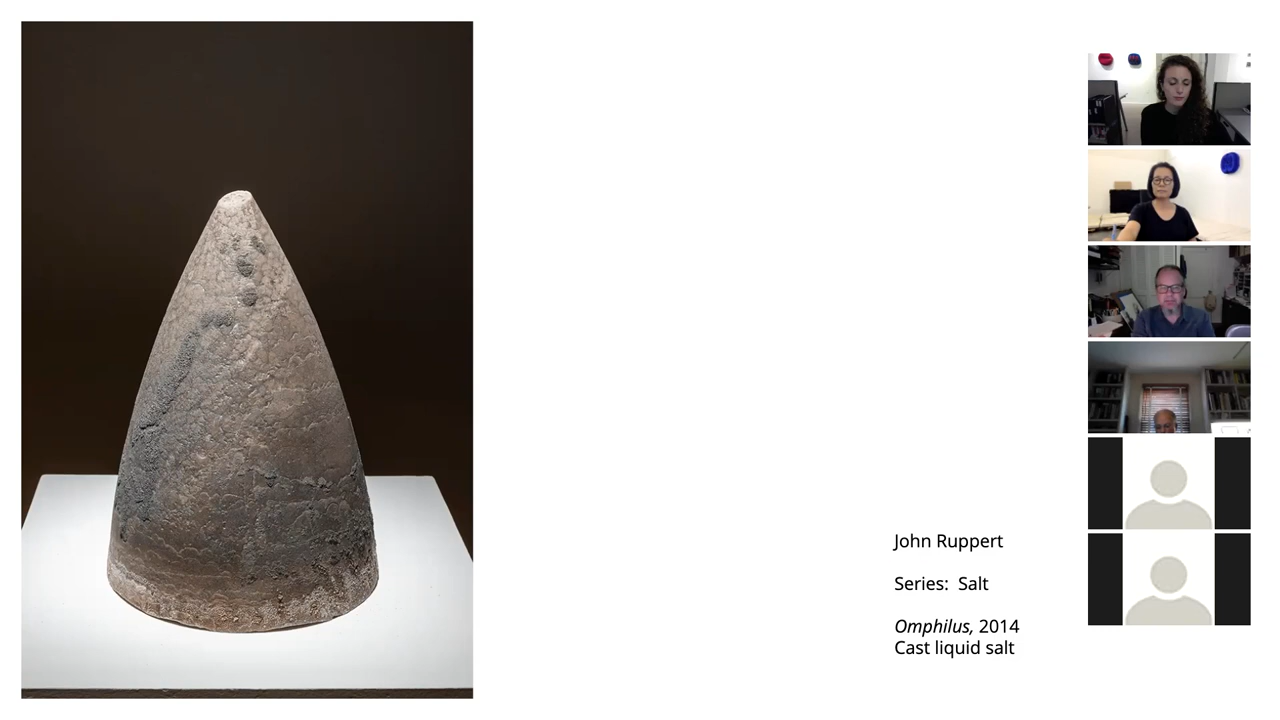 John Ruppert
Series:  Salt
Omphilus, 2014
Cast liquid salt